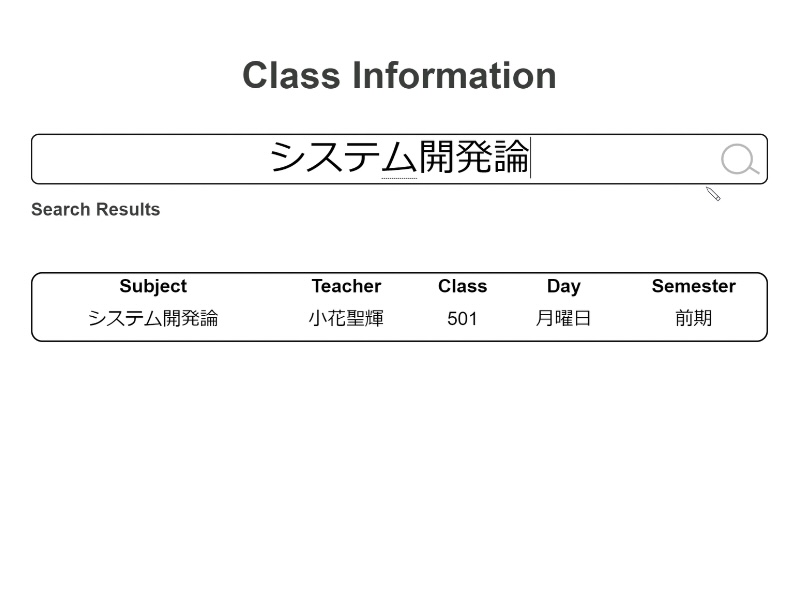 Class Information
システム開発論
Search Results
Subject Teacher Class Day Semester
システム開発論 小花聖輝 501 月曜日 前期